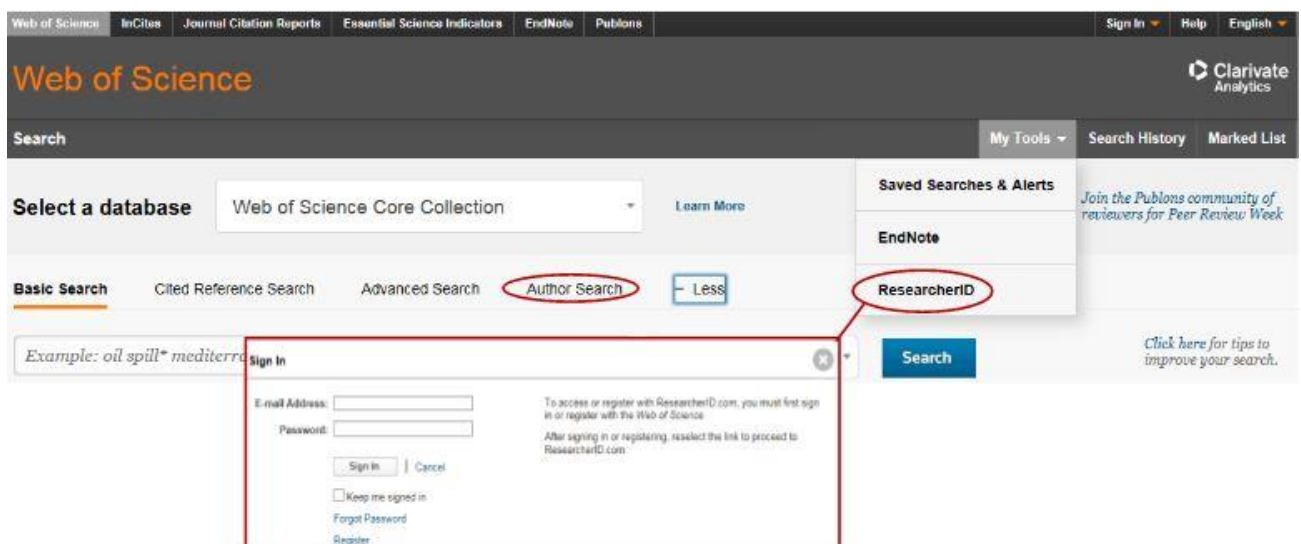 Web of Science InCites Journal Citation Reports Essential Science Indicators EndNote Publons Sign In Help English
Web of Science
Clarivate
Analytics
Search My Tools Search History Marked List
Select a database Web of Science Core Collection Learn More
Saved Searches & Alerts
EndNote
ResearcherID
Join the Publons community of
reviewers for Peer Review Week
Basic Search Cited Reference Search Advanced Search Author Search – Less
Example: oil spill* mediterra Search
Click here for tips to
improve your search.
Sign In
E-mail Address:
Password:
Sign In | Cancel
Keep me signed in
Forgot Password
Register
To access or register with ResearcherID.com, you must first sign
in or register with the Web of Science
After signing in or registering, reselect the link to proceed to
ResearcherID.com